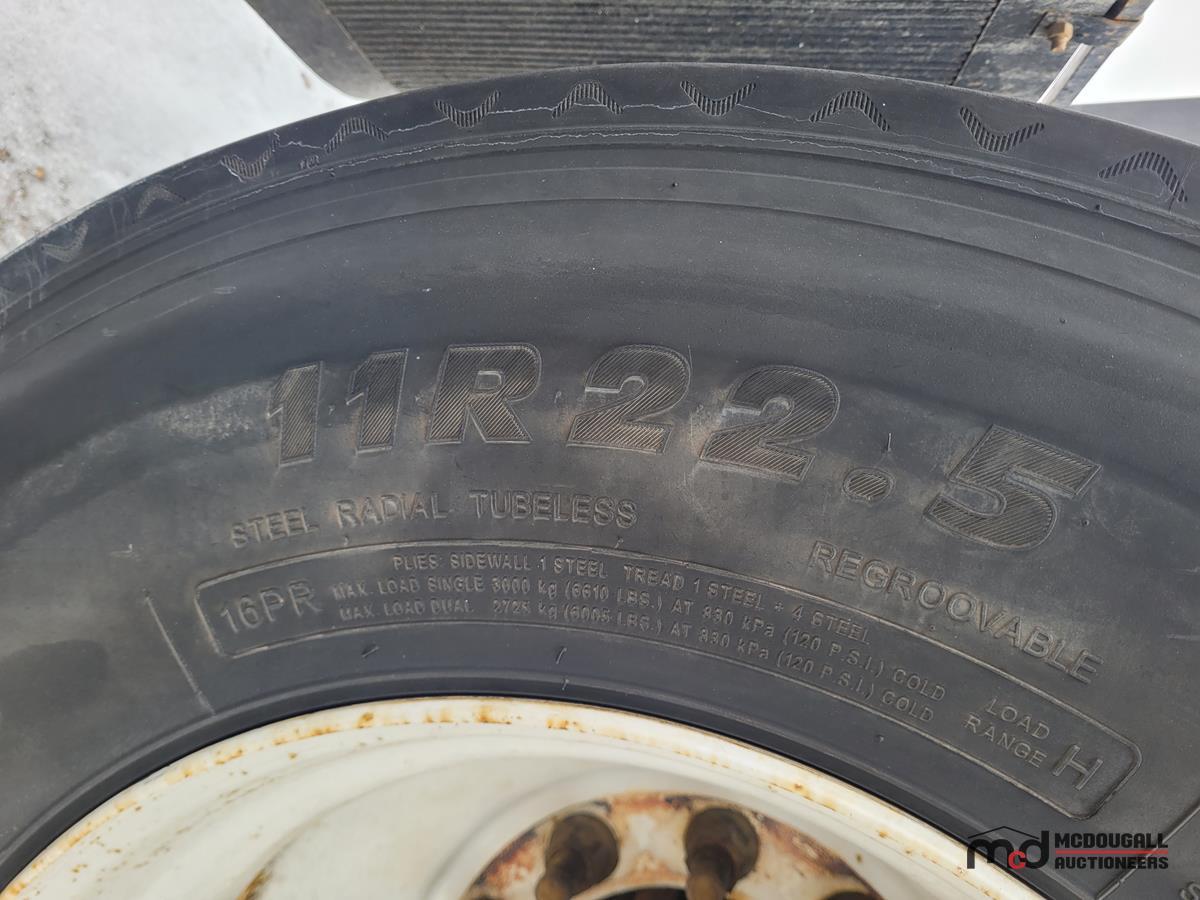 11R22.5
STEEL RADIAL TUBELESS
REGROOVABLE
16PR
PLIES: SIDEWALL 1 STEEL TREAD 1 STEEL + 4 STEEL
MAX. LOAD SINGLE 3000 kg (6610 LBS.) AT 830 kPa (120 P.S.I.) COLD
MAX. LOAD DUAL 2725 kg (6005 LBS.) AT 830 kPa (120 P.S.I.) COLD
LOAD
RANGE H
mcd MCDOUGALL
AUCTIONEERS